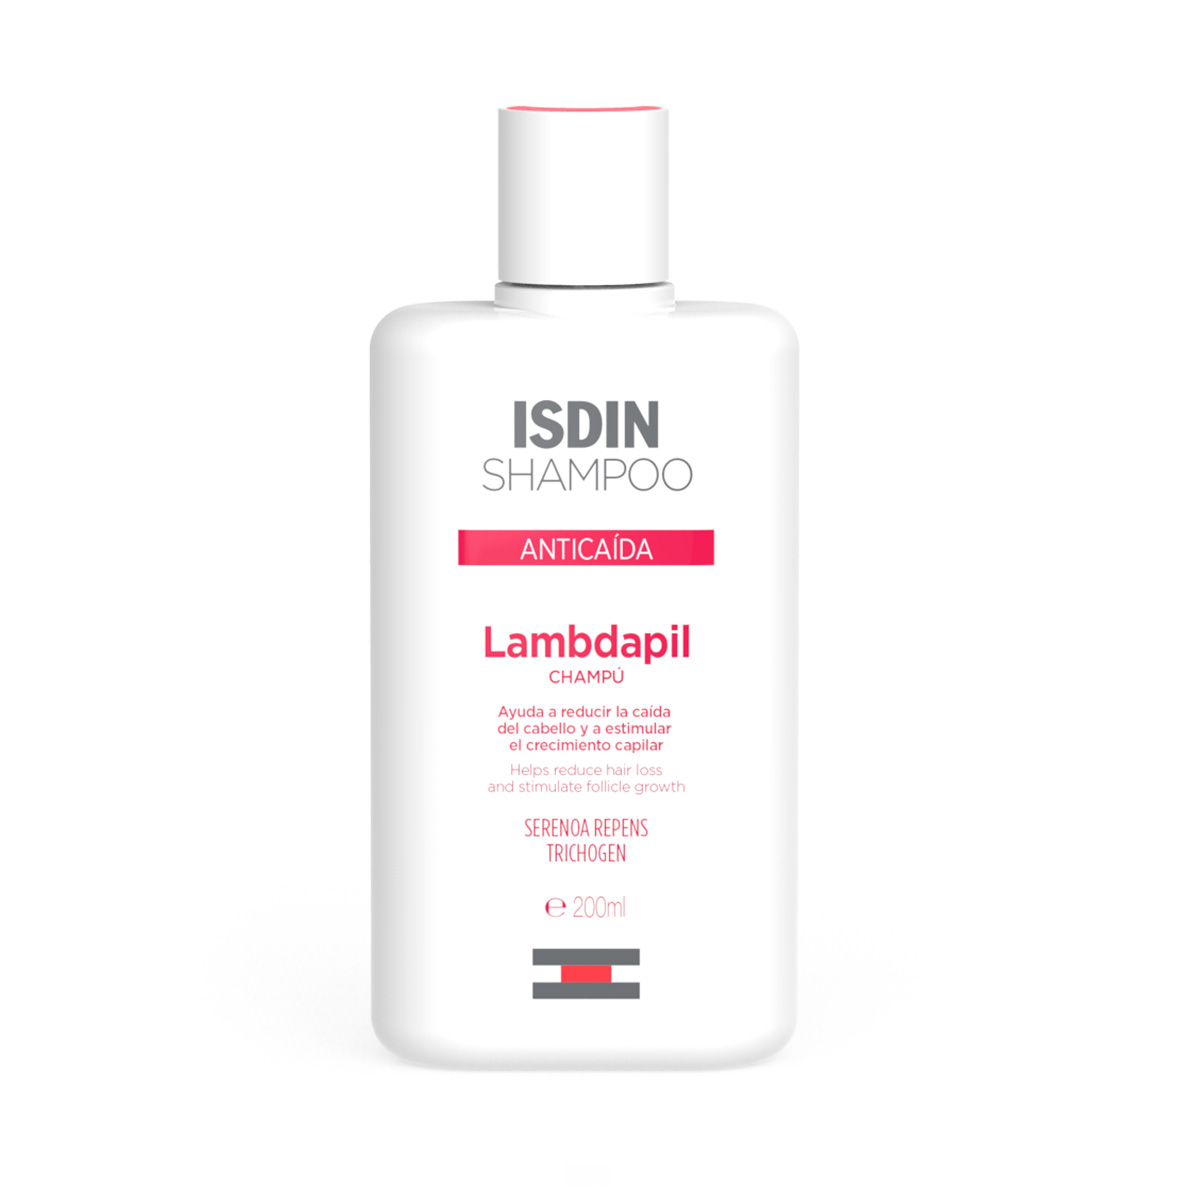 ISDIN
SHAMPOO
ANTICAÍDA
Lambdapil
CHAMPÚ
Ayuda a reducir la caída
del cabello y a estimular
el crecimiento capilar
Helps reduce hair loss
and stimulate follicle growth
SERENOA REPENS
TRICHOGEN
℮ 200ml